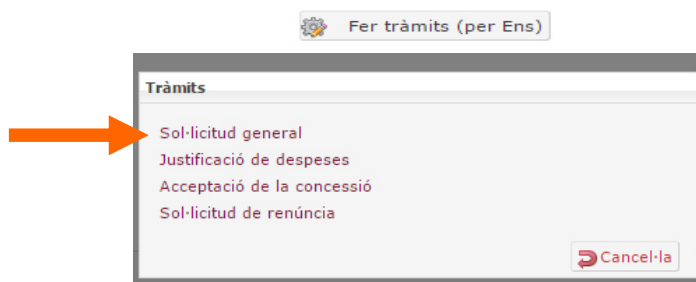 Fer tràmits (per Ens)
Tràmits
Sol·licitud general
Justificació de despeses
Acceptació de la concessió
Sol·licitud de renúncia
Cancel·la